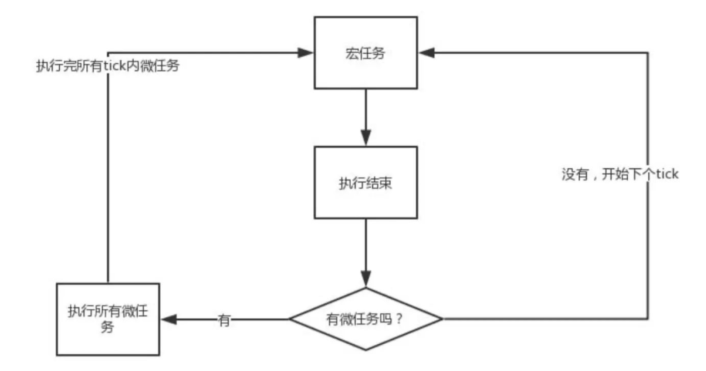 宏任务
执行完所有tick内微任务
执行结束
没有，开始下个tick
执行所有微任
务
有
有微任务吗？